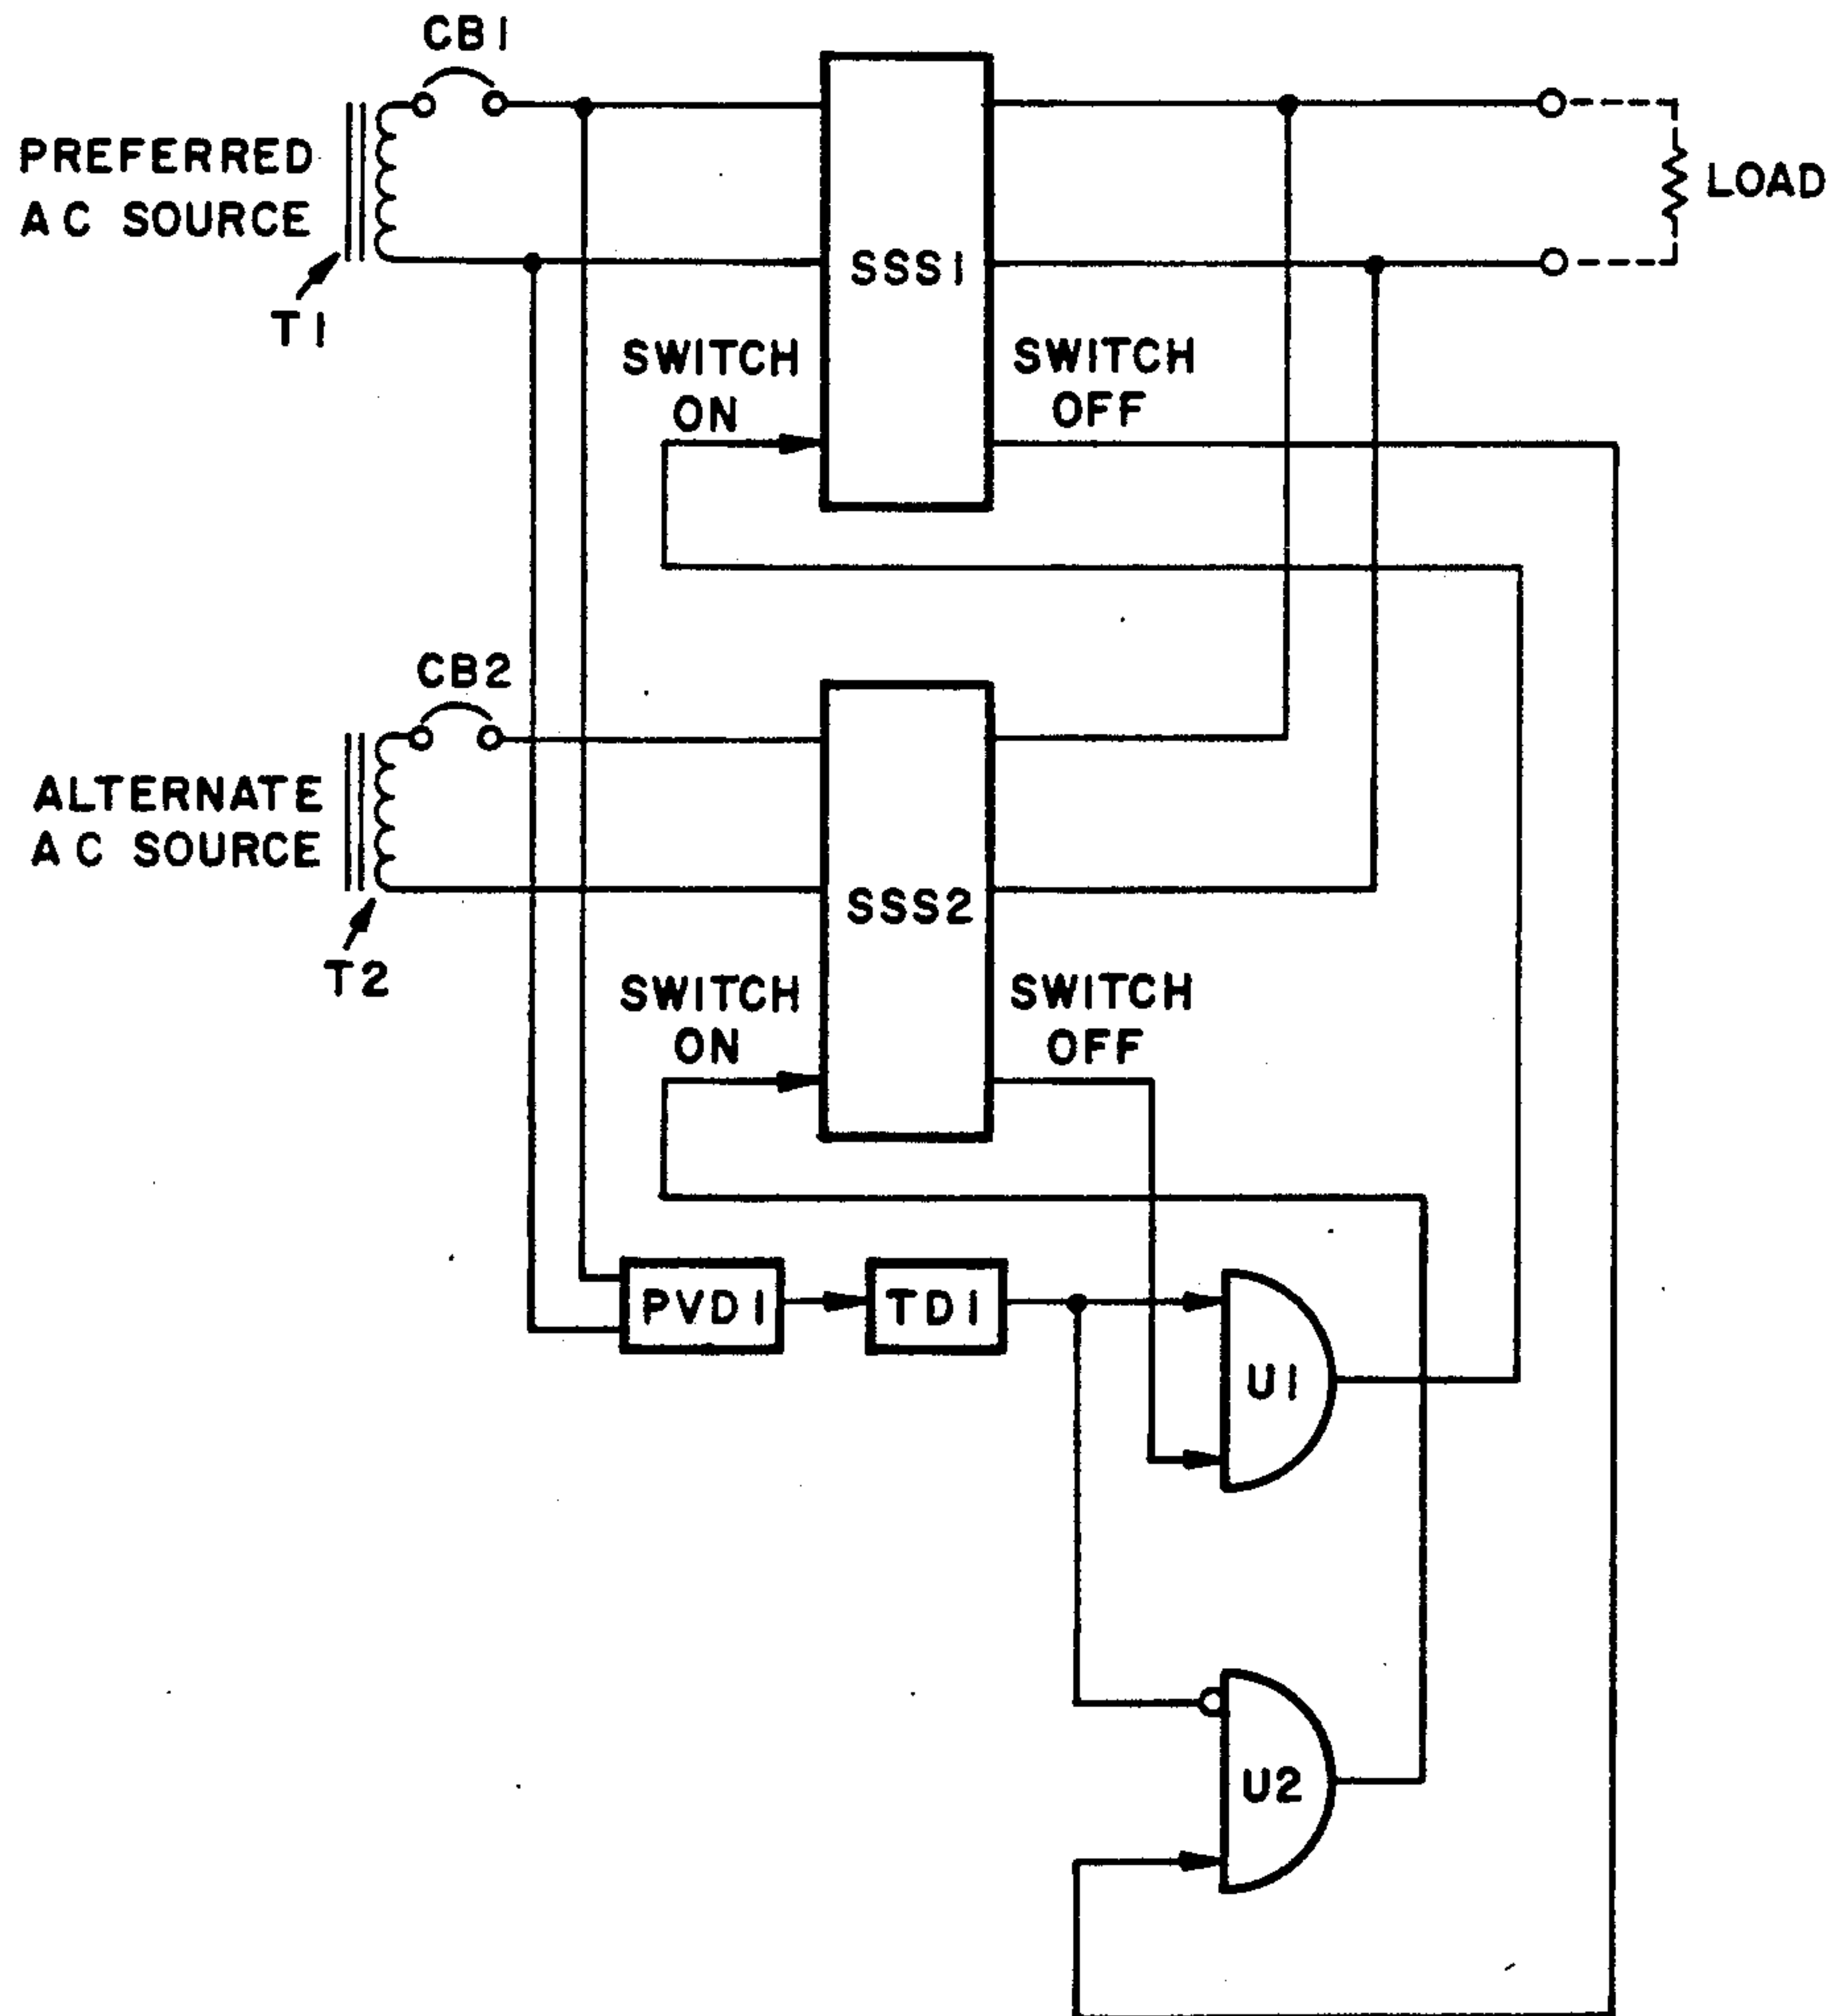 CB1
PREFERRED
AC SOURCE
T1
SSS1
LOAD
SWITCH
ON
SWITCH
OFF
CB2
ALTERNATE
AC SOURCE
T2
SSS2
SWITCH
ON
SWITCH
OFF
PVD1
TD1
U1
U2